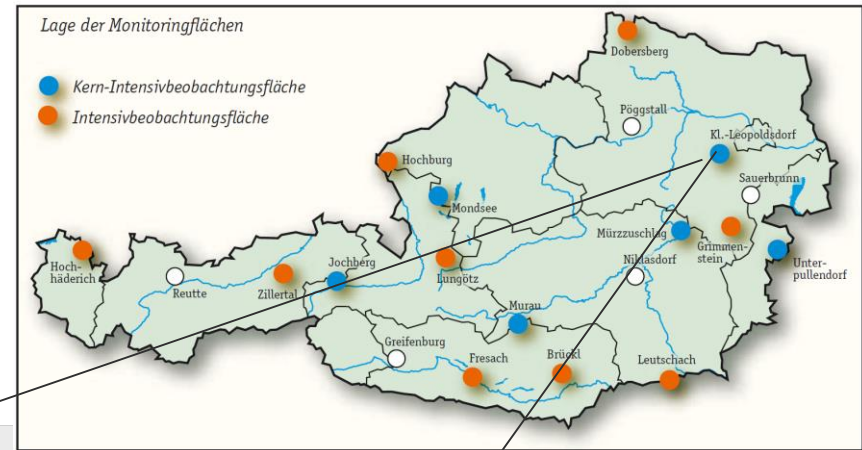 Lage der Monitoringflächen
Kern-Intensivbeobachtungsfläche
Intensivbeobachtungsfläche
Dobersberg
Pöggstall
Kl.-Leopoldsdorf
Hochburg
Sauerbrunn
Mondsee
Mürzzuschlag
Grimmen-
stein
Hoch-
häderich
Jochberg
Lungötz
Niklasdorf
Unter-
pullendorf
Reutte
Zillertal
Murau
Greifenburg
Fresach
Brückl
Leutschach